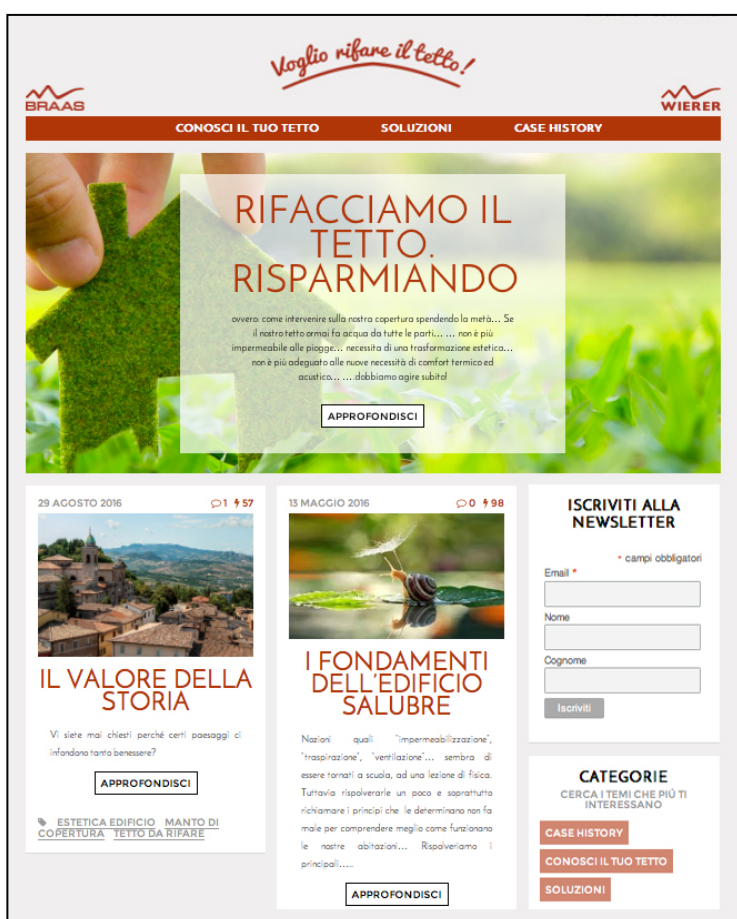 Voglio rifare il tetto!
BRAAS
WIERER
CONOSCI IL TUO TETTO
SOLUZIONI
CASE HISTORY
RIFACCIAMO IL
TETTO.
RISPARMIANDO
ovvero: come intervenire sulla nostra copertura spendendo la metà... Se
il nostro tetto ormai fa acqua da tutte le parti... ... non è più
impermeabile alle piogge... necessita di una trasformazione estetica...
non è più adeguato alle nuove necessità di comfort termico ed
acustico... ....dobbiamo agire subito!
APPROFONDISCI
29 AGOSTO 2016
1
57
IL VALORE DELLA
STORIA
Vi siete mai chiesti perché certi paesaggi ci
infondano tanto benessere?
APPROFONDISCI
ESTETICA EDIFICIO MANTO DI
COPERTURA TETTO DA RIFARE
13 MAGGIO 2016
0
98
I FONDAMENTI
DELL'EDIFICIO
SALUBRE
Nozioni quali "impermeabilizzazione",
"traspirazione", "ventilazione"... sembra di
essere tornati a scuola, ad una lezione di fisica.
Tuttavia rispolverarle un poco e soprattutto
richiamare i principi che le determinano non fa
male per comprendere meglio come funzionano
le nostre abitazioni... Rispolveriamo i
principali.....
APPROFONDISCI
ISCRIVITI ALLA
NEWSLETTER
* campi obbligatori
Email *
Nome
Cognome
Iscriviti
CATEGORIE
CERCA I TEMI CHE PIÚ TI
INTERESSANO
CASE HISTORY
CONOSCI IL TUO TETTO
SOLUZIONI